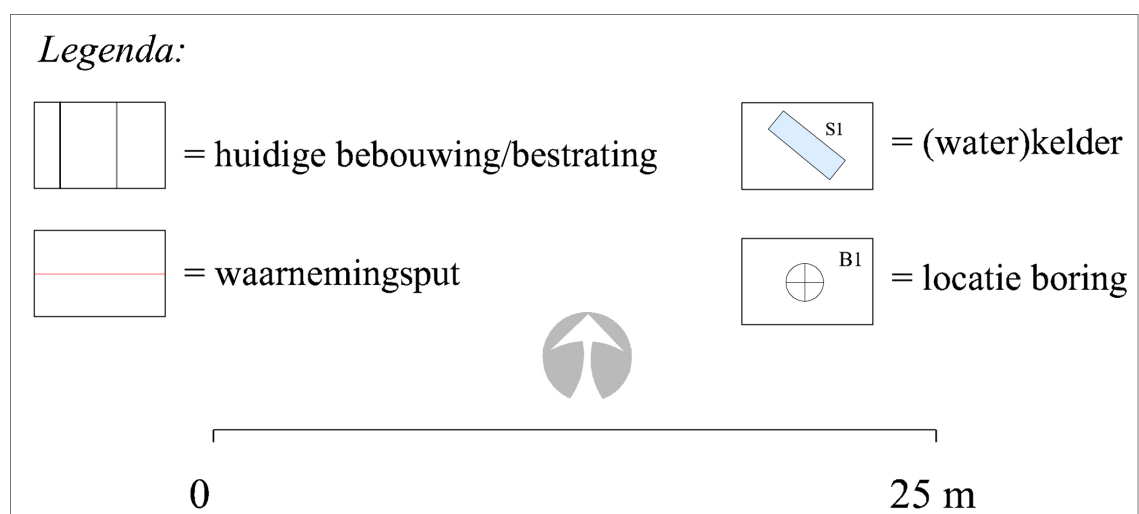 Legenda:
= huidige bebouwing/bestrating
S1
= (water)kelder
= waarnemingsput
B1
= locatie boring
0
25 m